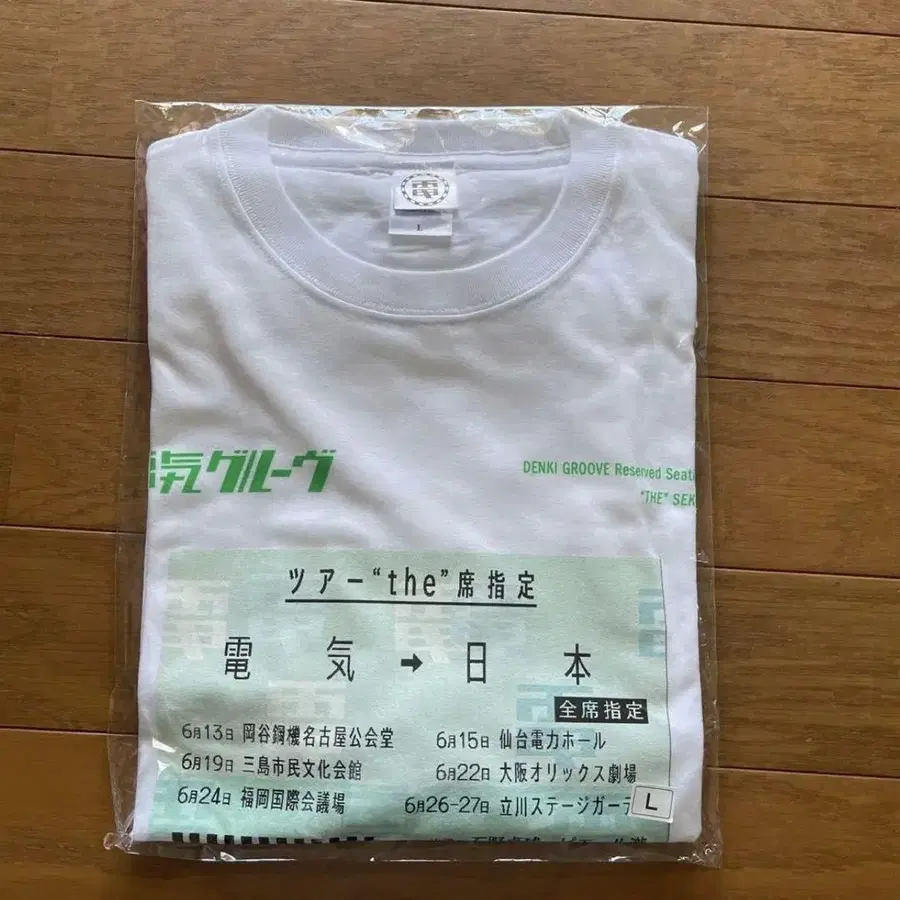 電
L
気グルーヴ
DENKI GROOVE Reserved Seat
"THE" SEK
ツアー“the”席指定
電 気 → 日 本
全席指定
6月13日 岡谷鋼機名古屋公会堂 6月15日 仙台電力ホール
6月19日 三島市民文化会館 6月22日 大阪オリックス劇場
6月24日 福岡国際会議場 6月26-27日 立川ステージガーデ
L